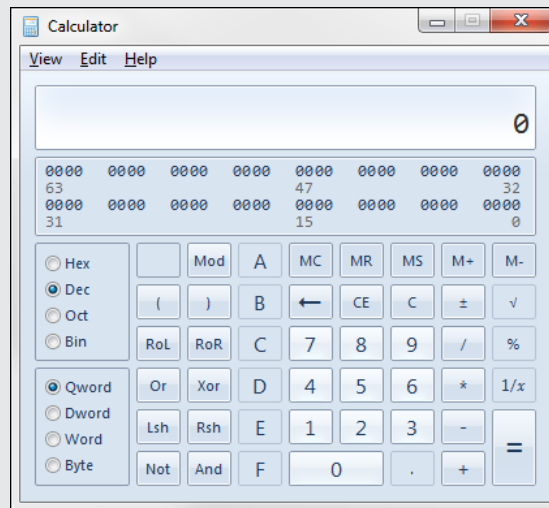 Calculator
View Edit Help
0
0000 0000 0000 0000 0000 0000 0000 0000
63 47 32
0000 0000 0000 0000 0000 0000 0000 0000
31 15 0
Hex Mod A MC MR MS M+ M-
Dec ( ) B ← CE C ± √
Oct
Bin RoL RoR C 7 8 9 / %
Qword Or Xor D 4 5 6 * 1/x
Dword
Word Lsh Rsh E 1 2 3 - =
Byte Not And F 0 . +